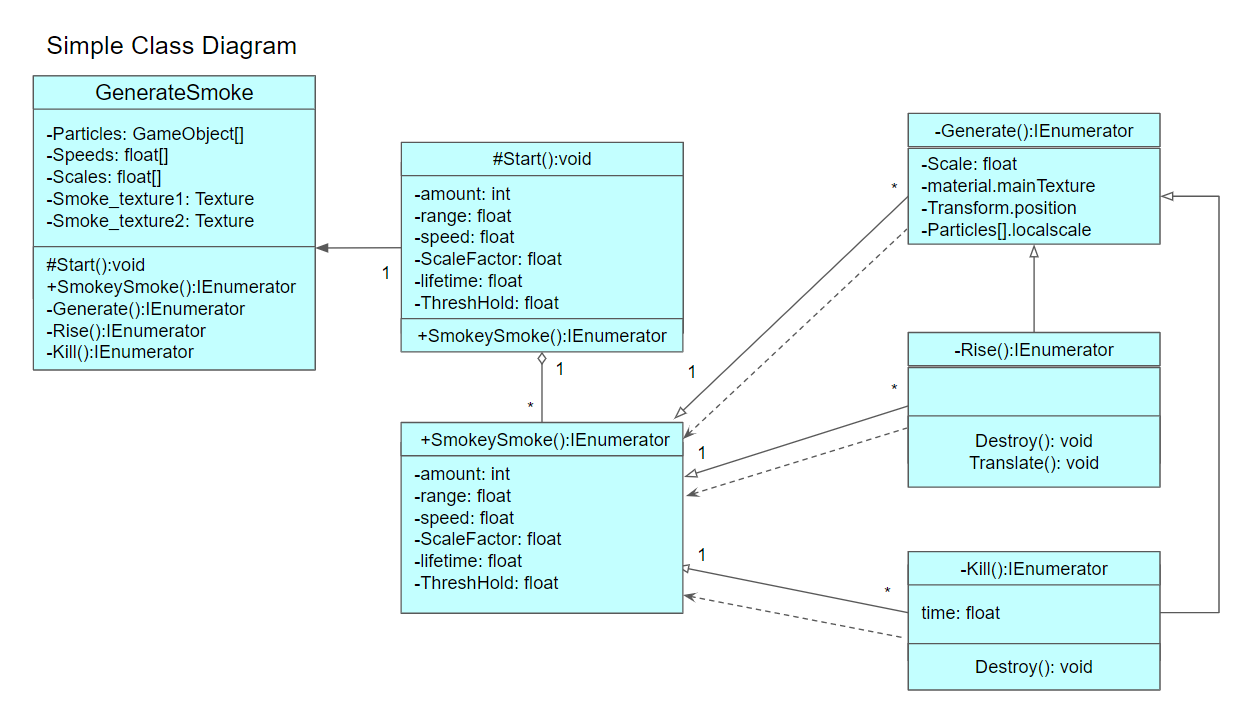 Simple Class Diagram
GenerateSmoke
-Particles: GameObject[]
-Speeds: float[]
-Scales: float[]
-Smoke_texture1: Texture
-Smoke_texture2: Texture
#Start():void
+SmokeySmoke():IEnumerator
-Generate():IEnumerator
-Rise():IEnumerator
-Kill():IEnumerator
1
#Start():void
-amount: int
-range: float
-speed: float
-ScaleFactor: float
-lifetime: float
-ThreshHold: float
+SmokeySmoke():IEnumerator
1
*
+SmokeySmoke():IEnumerator
-amount: int
-range: float
-speed: float
-ScaleFactor: float
-lifetime: float
-ThreshHold: float
1
*
1
*
1
*
-Generate():IEnumerator
-Scale: float
-material.mainTexture
-Transform.position
-Particles[].localscale
-Rise():IEnumerator
Destroy(): void
Translate(): void
-Kill():IEnumerator
time: float
Destroy(): void